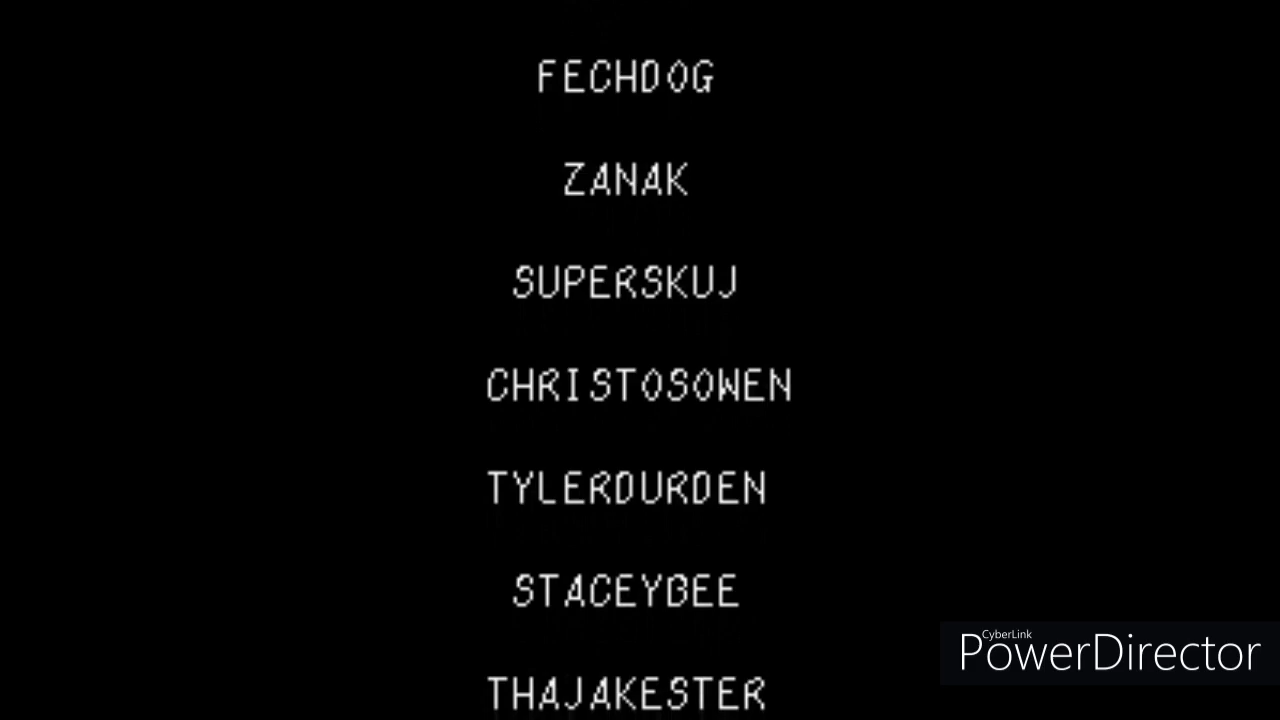 FECHDOG
ZANAK
SUPERSKUJ
CHRISTOSOWEN
TYLERDURDEN
STACEYBEE
CyberLink
PowerDirector
THAJAKESTER